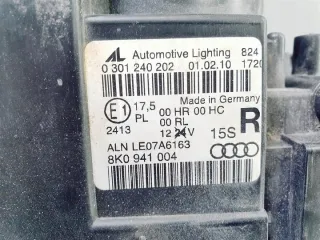 AL Automotive Lighting 824
0 301 240 202 01.02.10 1720
Made in Germany
E1 17,5 00 HR 00 HC
PL 00 RL
2413 12 24 V 15S R
ALN LE07A6163
8K0 941 004